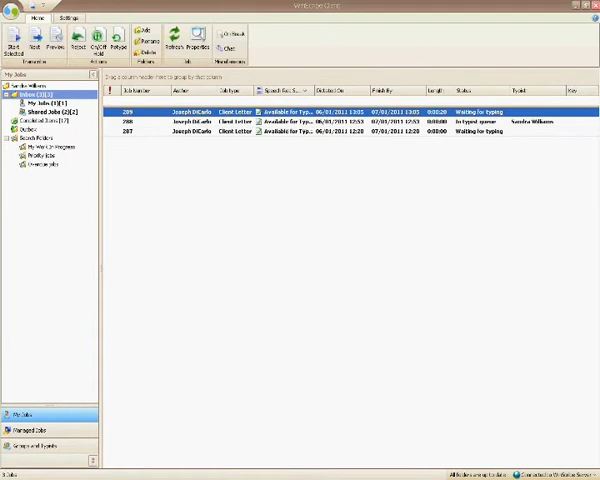 WinScribe Client
Home Settings
Start Selected Next Previous Reject On/Off Hold Retype Add Rename Delete Refresh Properties On Break Chat
Transcribe Actions Folders Job Miscellaneous
My Jobs
Drag a column header here to group by that column
! Job Number Author Job type Speech Rec S... Dictated On Finish By Length Status Typist Key
Sandra Williams
Inbox [3][3]
My Jobs [1][1]
Shared Jobs [2][2]
Completed Items [17]
Outbox
Search Folders
My Work In Progress
Priority jobs
Overdue jobs
289 Joseph DiCarlo Client Letter Available for Typ... 06/01/2011 13:05 07/01/2011 13:05 0:00:20 Waiting for typing
288 Joseph DiCarlo Client Letter Available for Typ... 06/01/2011 12:53 07/01/2011 12:53 0:00:00 In typist queue Sandra Williams
287 Joseph DiCarlo Client Letter Available for Typ... 06/01/2011 12:28 07/01/2011 12:28 0:00:00 Waiting for typing
My Jobs
Managed Jobs
Groups and Typists
3 Jobs
All folders are up to date
Connected to WinScribe Server